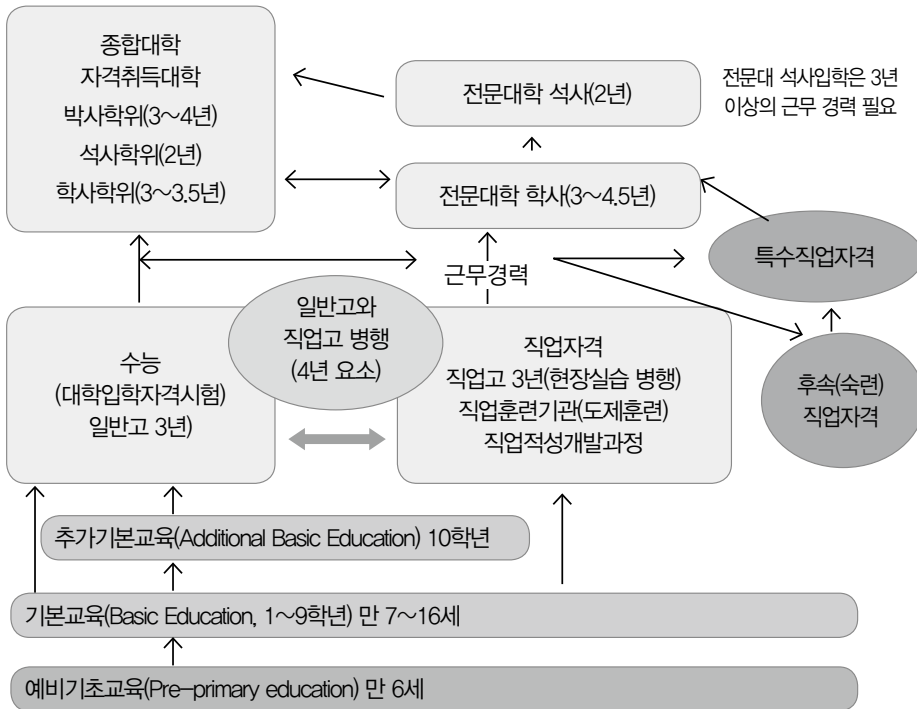 종합대학
자격취득대학
박사학위(3~4년)
석사학위(2년)
학사학위(3~3.5년)
전문대학 석사(2년)
전문대 석사입학은 3년
이상의 근무 경력 필요
전문대학 학사(3~4.5년)
특수직업자격
근무경력
일반고와
직업고 병행
(4년 요소)
수능
(대학입학자격시험)
일반고 3년)
직업자격
직업고 3년(현장실습 병행)
직업훈련기관(도제훈련)
직업적성개발과정
후속(숙련)
직업자격
추가기본교육(Additional Basic Education) 10학년
기본교육(Basic Education, 1~9학년) 만 7~16세
예비기초교육(Pre-primary education) 만 6세